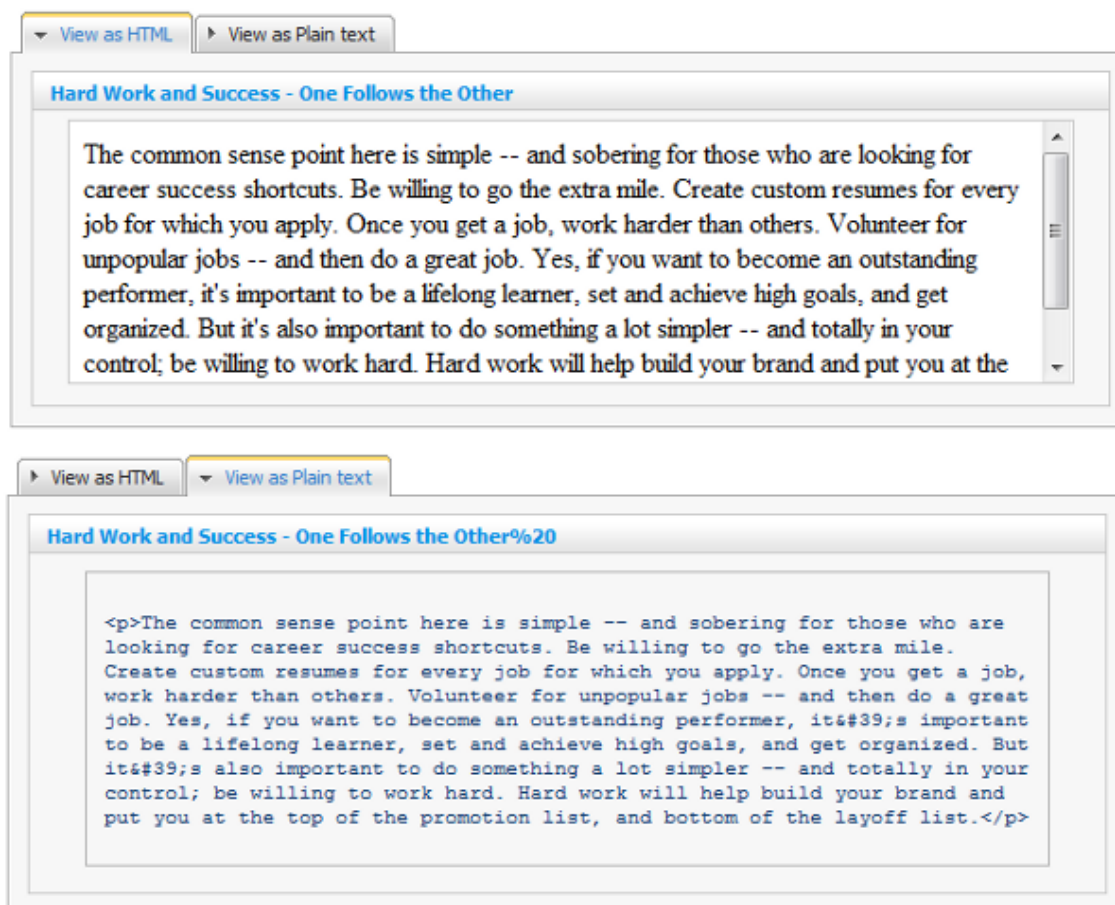 View as HTML View as Plain text
Hard Work and Success - One Follows the Other
The common sense point here is simple -- and sobering for those who are looking for
career success shortcuts. Be willing to go the extra mile. Create custom resumes for every
job for which you apply. Once you get a job, work harder than others. Volunteer for
unpopular jobs -- and then do a great job. Yes, if you want to become an outstanding
performer, it's important to be a lifelong learner, set and achieve high goals, and get
organized. But it's also important to do something a lot simpler -- and totally in your
control; be willing to work hard. Hard work will help build your brand and put you at the
View as HTML View as Plain text
Hard Work and Success - One Follows the Other%20
<p>The common sense point here is simple -- and sobering for those who are
looking for career success shortcuts. Be willing to go the extra mile.
Create custom resumes for every job for which you apply. Once you get a job,
work harder than others. Volunteer for unpopular jobs -- and then do a great
job. Yes, if you want to become an outstanding performer, it&#39;s important
to be a lifelong learner, set and achieve high goals, and get organized. But
it&#39;s also important to do something a lot simpler -- and totally in your
control; be willing to work hard. Hard work will help build your brand and
put you at the top of the promotion list, and bottom of the layoff list.</p>